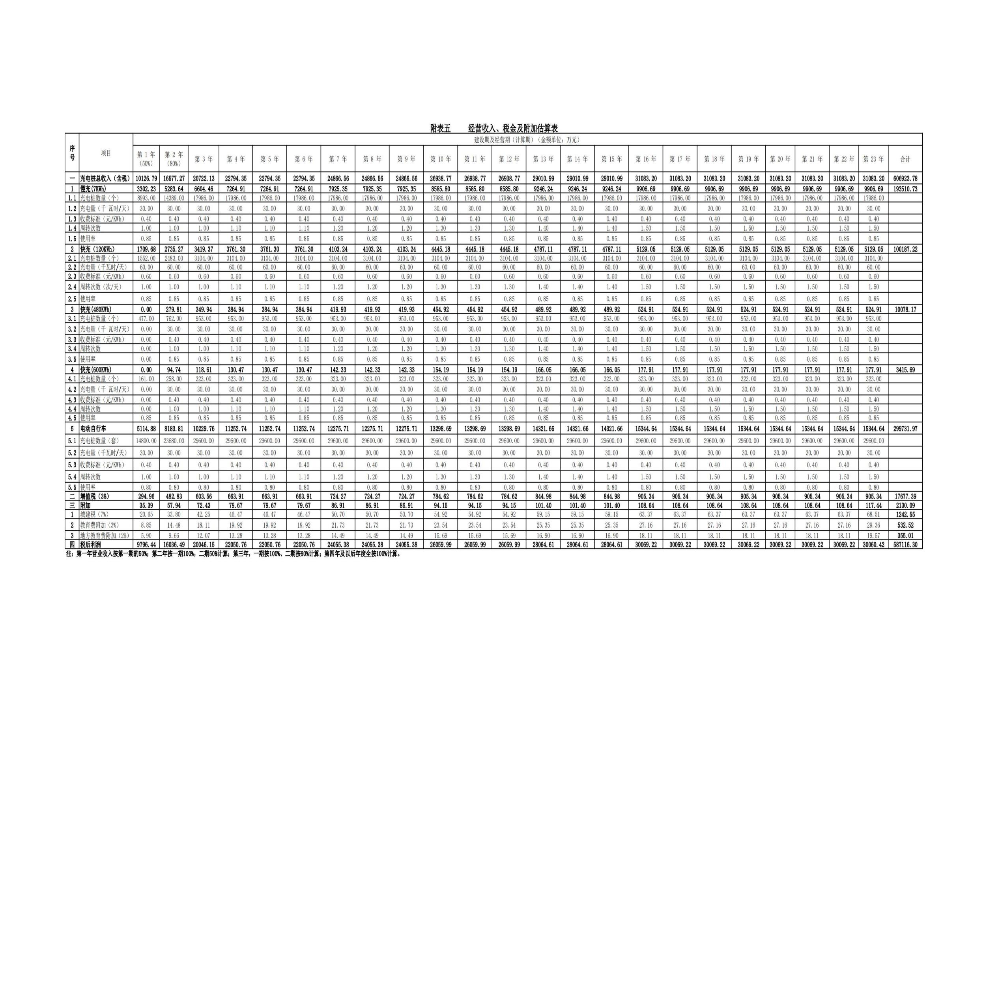 附表五 经营收入、税金及附加估算表
序号 项目 建设期及经营期（计算期）（金额单位：万元）
第 1 年（50%） 第 2 年（80%） 第 3 年 第 4 年 第 5 年 第 6 年 第 7 年 第 8 年 第 9 年 第 10 年 第 11 年 第 12 年 第 13 年 第 14 年 第 15 年 第 16 年 第 17 年 第 18 年 第 19 年 第 20 年 第 21 年 第 22 年 第 23 年 合计
一 充电桩总收入（含税） 10126.79 16577.27 20722.13 22794.35 22794.35 22794.35 24866.56 24866.56 24866.56 26938.77 26938.77 26938.77 29010.99 29010.99 29010.99 31083.20 31083.20 31083.20 31083.20 31083.20 31083.20 31083.20 31083.20 606923.78
1 慢充(7KWh) 3302.23 5283.64 6604.46 7264.91 7264.91 7264.91 7925.35 7925.35 7925.35 8585.80 8585.80 8585.80 9246.24 9246.24 9246.24 9906.69 9906.69 9906.69 9906.69 9906.69 9906.69 9906.69 9906.69 193510.73
1.1 充电桩数量（个） 8993.00 14389.00 17986.00 17986.00 17986.00 17986.00 17986.00 17986.00 17986.00 17986.00 17986.00 17986.00 17986.00 17986.00 17986.00 17986.00 17986.00 17986.00 17986.00 17986.00 17986.00 17986.00 17986.00
1.2 充电量（千 瓦时/天） 30.00 30.00 30.00 30.00 30.00 30.00 30.00 30.00 30.00 30.00 30.00 30.00 30.00 30.00 30.00 30.00 30.00 30.00 30.00 30.00 30.00 30.00 30.00
1.3 收费标准（元/KWh） 0.40 0.40 0.40 0.40 0.40 0.40 0.40 0.40 0.40 0.40 0.40 0.40 0.40 0.40 0.40 0.40 0.40 0.40 0.40 0.40 0.40 0.40 0.40
1.4 周转次数 1.00 1.00 1.00 1.10 1.10 1.10 1.20 1.20 1.20 1.30 1.30 1.30 1.40 1.40 1.40 1.50 1.50 1.50 1.50 1.50 1.50 1.50 1.50
1.5 使用率 0.85 0.85 0.85 0.85 0.85 0.85 0.85 0.85 0.85 0.85 0.85 0.85 0.85 0.85 0.85 0.85 0.85 0.85 0.85 0.85 0.85 0.85 0.85
2 快充（120KWh） 1709.68 2735.27 3419.37 3761.30 3761.30 3761.30 4103.24 4103.24 4103.24 4445.18 4445.18 4445.18 4787.11 4787.11 4787.11 5129.05 5129.05 5129.05 5129.05 5129.05 5129.05 5129.05 5129.05 100187.22
2.1 充电桩数量（个） 1552.00 2483.00 3104.00 3104.00 3104.00 3104.00 3104.00 3104.00 3104.00 3104.00 3104.00 3104.00 3104.00 3104.00 3104.00 3104.00 3104.00 3104.00 3104.00 3104.00 3104.00 3104.00 3104.00
2.2 充电量（千瓦时/天） 60.00 60.00 60.00 60.00 60.00 60.00 60.00 60.00 60.00 60.00 60.00 60.00 60.00 60.00 60.00 60.00 60.00 60.00 60.00 60.00 60.00 60.00 60.00
2.3 收费标准（元/KWh） 0.60 0.60 0.60 0.60 0.60 0.60 0.60 0.60 0.60 0.60 0.60 0.60 0.60 0.60 0.60 0.60 0.60 0.60 0.60 0.60 0.60 0.60 0.60
2.4 周转次数（次/天） 1.00 1.00 1.00 1.10 1.10 1.10 1.20 1.20 1.20 1.30 1.30 1.30 1.40 1.40 1.40 1.50 1.50 1.50 1.50 1.50 1.50 1.50 1.50
2.5 使用率 0.85 0.85 0.85 0.85 0.85 0.85 0.85 0.85 0.85 0.85 0.85 0.85 0.85 0.85 0.85 0.85 0.85 0.85 0.85 0.85 0.85 0.85 0.85
3 快充(480KWh) 0.00 279.81 349.94 384.94 384.94 384.94 419.93 419.93 419.93 454.92 454.92 454.92 489.92 489.92 489.92 524.91 524.91 524.91 524.91 524.91 524.91 524.91 524.91 10078.17
3.1 充电桩数量（个） 477.00 762.00 953.00 953.00 953.00 953.00 953.00 953.00 953.00 953.00 953.00 953.00 953.00 953.00 953.00 953.00 953.00 953.00 953.00 953.00 953.00 953.00 953.00
3.2 充电量（千 瓦时/天） 0.00 30.00 30.00 30.00 30.00 30.00 30.00 30.00 30.00 30.00 30.00 30.00 30.00 30.00 30.00 30.00 30.00 30.00 30.00 30.00 30.00 30.00 30.00
3.3 收费标准（元/KWh） 0.00 0.40 0.40 0.40 0.40 0.40 0.40 0.40 0.40 0.40 0.40 0.40 0.40 0.40 0.40 0.40 0.40 0.40 0.40 0.40 0.40 0.40 0.40
3.4 周转次数 0.00 1.00 1.00 1.10 1.10 1.10 1.20 1.20 1.20 1.30 1.30 1.30 1.40 1.40 1.40 1.50 1.50 1.50 1.50 1.50 1.50 1.50 1.50
3.5 使用率 0.00 0.85 0.85 0.85 0.85 0.85 0.85 0.85 0.85 0.85 0.85 0.85 0.85 0.85 0.85 0.85 0.85 0.85 0.85 0.85 0.85 0.85 0.85
4 快充(600KWh) 0.00 94.74 118.61 130.47 130.47 130.47 142.33 142.33 142.33 154.19 154.19 154.19 166.05 166.05 166.05 177.91 177.91 177.91 177.91 177.91 177.91 177.91 177.91 3415.69
4.1 充电桩数量（个） 161.00 258.00 323.00 323.00 323.00 323.00 323.00 323.00 323.00 323.00 323.00 323.00 323.00 323.00 323.00 323.00 323.00 323.00 323.00 323.00 323.00 323.00 323.00
4.2 充电量（千 瓦时/天） 0.00 30.00 30.00 30.00 30.00 30.00 30.00 30.00 30.00 30.00 30.00 30.00 30.00 30.00 30.00 30.00 30.00 30.00 30.00 30.00 30.00 30.00 30.00
4.3 收费标准（元/KWh） 0.00 0.40 0.40 0.40 0.40 0.40 0.40 0.40 0.40 0.40 0.40 0.40 0.40 0.40 0.40 0.40 0.40 0.40 0.40 0.40 0.40 0.40 0.40
4.4 周转次数 0.00 1.00 1.00 1.10 1.10 1.10 1.20 1.20 1.20 1.30 1.30 1.30 1.40 1.40 1.40 1.50 1.50 1.50 1.50 1.50 1.50 1.50 1.50
4.5 使用率 0.85 0.85 0.85 0.85 0.85 0.85 0.85 0.85 0.85 0.85 0.85 0.85 0.85 0.85 0.85 0.85 0.85 0.85 0.85 0.85 0.85 0.85 0.85
5 电动自行车 5114.88 8183.81 10229.76 11252.74 11252.74 11252.74 12275.71 12275.71 12275.71 13298.69 13298.69 13298.69 14321.66 14321.66 14321.66 15344.64 15344.64 15344.64 15344.64 15344.64 15344.64 15344.64 15344.64 299731.97
5.1 充电桩数量（套） 14800.00 23680.00 29600.00 29600.00 29600.00 29600.00 29600.00 29600.00 29600.00 29600.00 29600.00 29600.00 29600.00 29600.00 29600.00 29600.00 29600.00 29600.00 29600.00 29600.00 29600.00 29600.00 29600.00
5.2 充电量（千瓦时/天） 30.00 30.00 30.00 30.00 30.00 30.00 30.00 30.00 30.00 30.00 30.00 30.00 30.00 30.00 30.00 30.00 30.00 30.00 30.00 30.00 30.00 30.00 30.00
5.3 收费标准（元/KWh） 0.40 0.40 0.40 0.40 0.40 0.40 0.40 0.40 0.40 0.40 0.40 0.40 0.40 0.40 0.40 0.40 0.40 0.40 0.40 0.40 0.40 0.40 0.40
5.4 周转次数 1.00 1.00 1.00 1.10 1.10 1.10 1.20 1.20 1.20 1.30 1.30 1.30 1.40 1.40 1.40 1.50 1.50 1.50 1.50 1.50 1.50 1.50 1.50
5.5 使用率 0.80 0.80 0.80 0.80 0.80 0.80 0.80 0.80 0.80 0.80 0.80 0.80 0.80 0.80 0.80 0.80 0.80 0.80 0.80 0.80 0.80 0.80 0.80
二 增值税（3%） 294.96 482.83 603.56 663.91 663.91 663.91 724.27 724.27 724.27 784.62 784.62 784.62 844.98 844.98 844.98 905.34 905.34 905.34 905.34 905.34 905.34 905.34 905.34 17677.39
三 附加 35.39 57.94 72.43 79.67 79.67 79.67 86.91 86.91 86.91 94.15 94.15 94.15 101.40 101.40 101.40 108.64 108.64 108.64 108.64 108.64 108.64 108.64 117.44 2130.09
1 城建税（7%） 20.65 33.80 42.25 46.47 46.47 46.47 50.70 50.70 50.70 54.92 54.92 54.92 59.15 59.15 59.15 63.37 63.37 63.37 63.37 63.37 63.37 63.37 68.51 1242.55
2 教育费附加（3%） 8.85 14.48 18.11 19.92 19.92 19.92 21.73 21.73 21.73 23.54 23.54 23.54 25.35 25.35 25.35 27.16 27.16 27.16 27.16 27.16 27.16 27.16 29.36 532.52
3 地方教育费附加（2%） 5.90 9.66 12.07 13.28 13.28 13.28 14.49 14.49 14.49 15.69 15.69 15.69 16.90 16.90 16.90 18.11 18.11 18.11 18.11 18.11 18.11 18.11 19.57 355.01
四 税后利润 9796.44 16036.49 20046.15 22050.76 22050.76 22050.76 24055.38 24055.38 24055.38 26059.99 26059.99 26059.99 28064.61 28064.61 28064.61 30069.22 30069.22 30069.22 30069.22 30069.22 30069.22 30069.22 30060.42 587116.30
注：第一年营业收入按第一期的50%；第二年按一期100%，二期50%计算；第三年，一期按100%、二期按80%计算；第四年及以后年度全按100%计算。